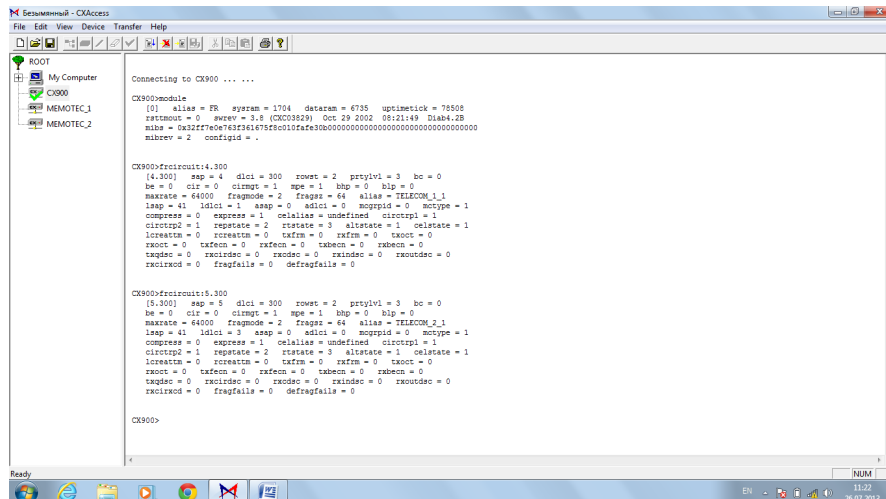 Безымянный - CXAccess
File Edit View Device Transfer Help
ROOT
My Computer
CX900
MEMOTEC_1
MEMOTEC_2
Connecting to CX900 ... ...
CX900>module
[0] alias = FR sysram = 1704 dataram = 6735 uptimetick = 78508
rsttmout = 0 swrev = 3.8 (CXC03829) Oct 29 2002 08:21:49 Diab4.2B
mibrev = 2 configid = .
CX900>frcircuit:4.300
[4.300] sap = 4 dlci = 300 rowst = 2 prtylvl = 3 bc = 0
be = 0 cir = 0 cirmgt = 1 mpe = 1 bhp = 0 blp = 0
maxrate = 64000 fragmode = 2 fragsz = 64 alias = TELECOM_1_1
lsap = 41 ldlci = 1 asap = 0 adlci = 0 mcgrpid = 0 mctype = 1
compress = 0 express = 1 celalias = undefined circtrp1 = 1
circtrp2 = 1 repstate = 2 rtstate = 3 altstate = 1 celstate = 1
lcreattm = 0 rcreattm = 0 txfrm = 0 rxfrm = 0 txoct = 0
rxoct = 0 txfecn = 0 rxfecn = 0 txbecn = 0 rxbecn = 0
txqdsc = 0 rxcirdsc = 0 rxcdsc = 0 rxindsc = 0 rxoutdsc = 0
rxcirxcd = 0 fragfails = 0 defragfails = 0
CX900>frcircuit:5.300
[5.300] sap = 5 dlci = 300 rowst = 2 prtylvl = 3 bc = 0
be = 0 cir = 0 cirmgt = 1 mpe = 1 bhp = 0 blp = 0
maxrate = 64000 fragmode = 2 fragsz = 64 alias = TELECOM_2_1
lsap = 41 ldlci = 3 asap = 0 adlci = 0 mcgrpid = 0 mctype = 1
compress = 0 express = 1 celalias = undefined circtrp1 = 1
circtrp2 = 1 repstate = 2 rtstate = 3 altstate = 1 celstate = 1
lcreattm = 0 rcreattm = 0 txfrm = 0 rxfrm = 0 txoct = 0
rxoct = 0 txfecn = 0 rxfecn = 0 txbecn = 0 rxbecn = 0
txqdsc = 0 rxcirdsc = 0 rxcdsc = 0 rxindsc = 0 rxoutdsc = 0
rxcirxcd = 0 fragfails = 0 defragfails = 0
CX900>
Ready
NUM
EN
11:22
26.07.2012